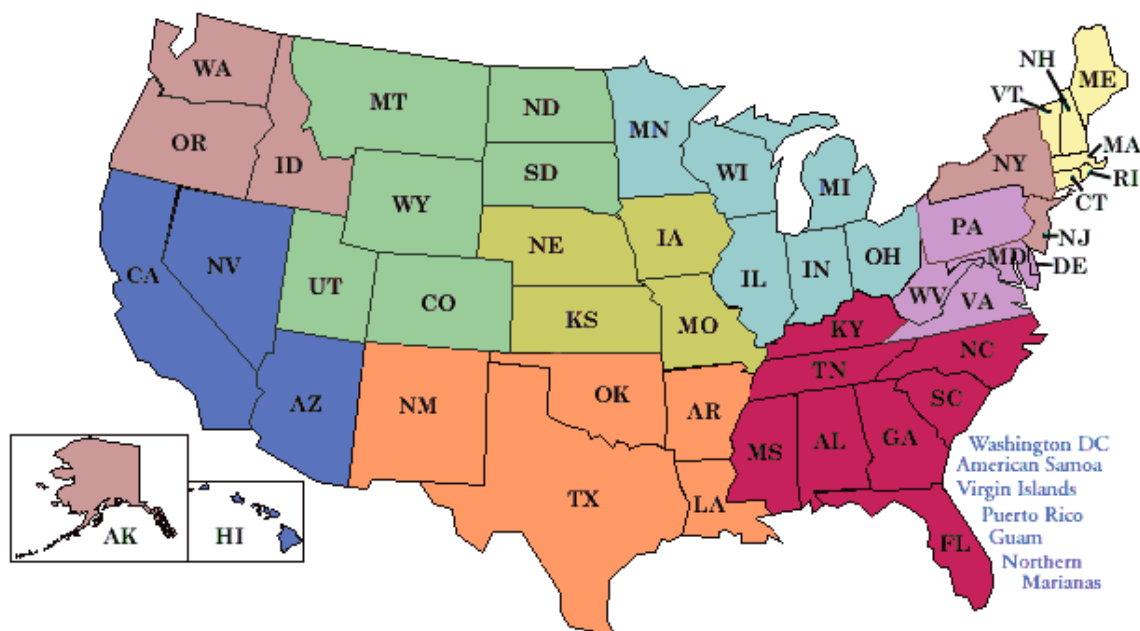 WA
MT
ND
MN
NH
ME
VT
OR
ID
SD
WI
MI
NY
MA
RI
CT
WY
NE
IA
PA
NJ
CA
NV
UT
CO
IL
IN
OH
MD
DE
WV
VA
KS
MO
KY
NC
TN
AZ
NM
OK
AR
SC
MS
AL
GA
TX
LA
FL
AK
HI
Washington DC
American Samoa
Virgin Islands
Puerto Rico
Guam
Northern
Marianas